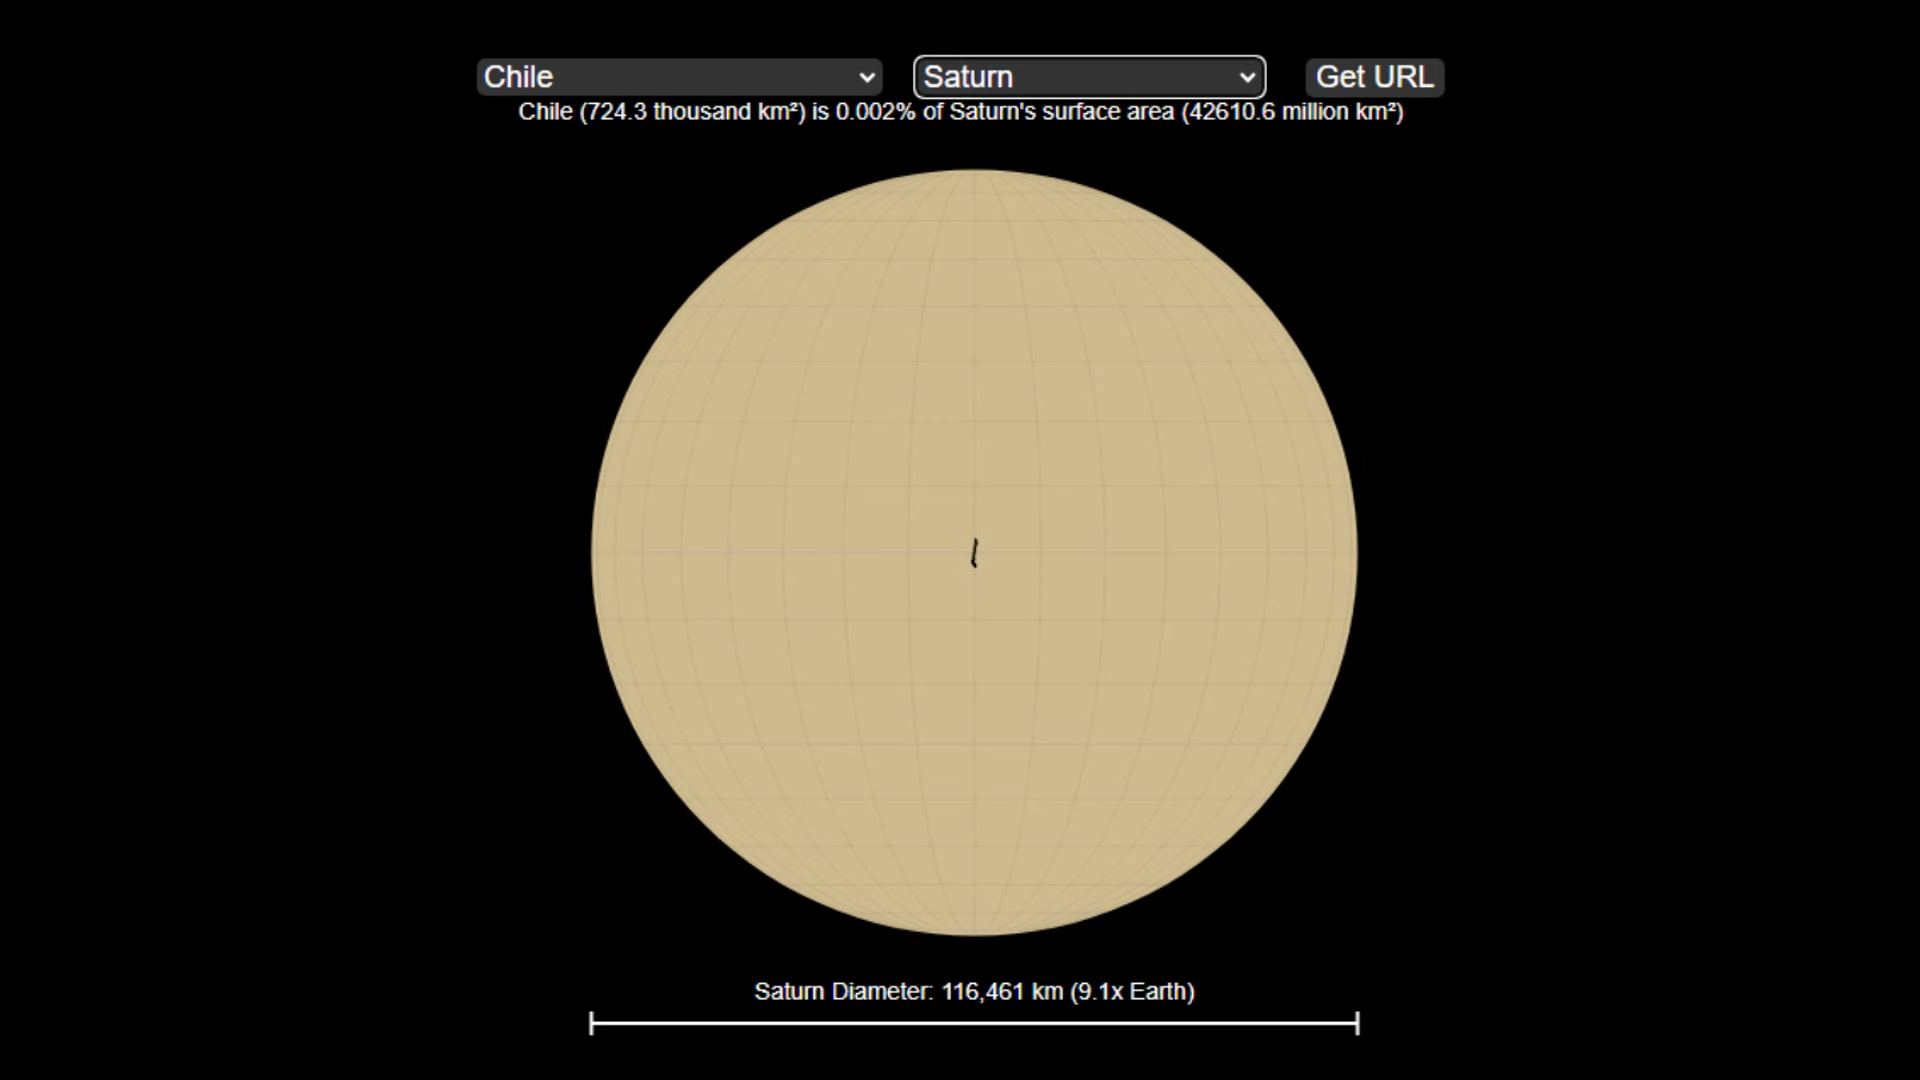 Chile Saturn Get URL
Chile (724.3 thousand km²) is 0.002% of Saturn's surface area (42610.6 million km²)
Saturn Diameter: 116,461 km (9.1x Earth)